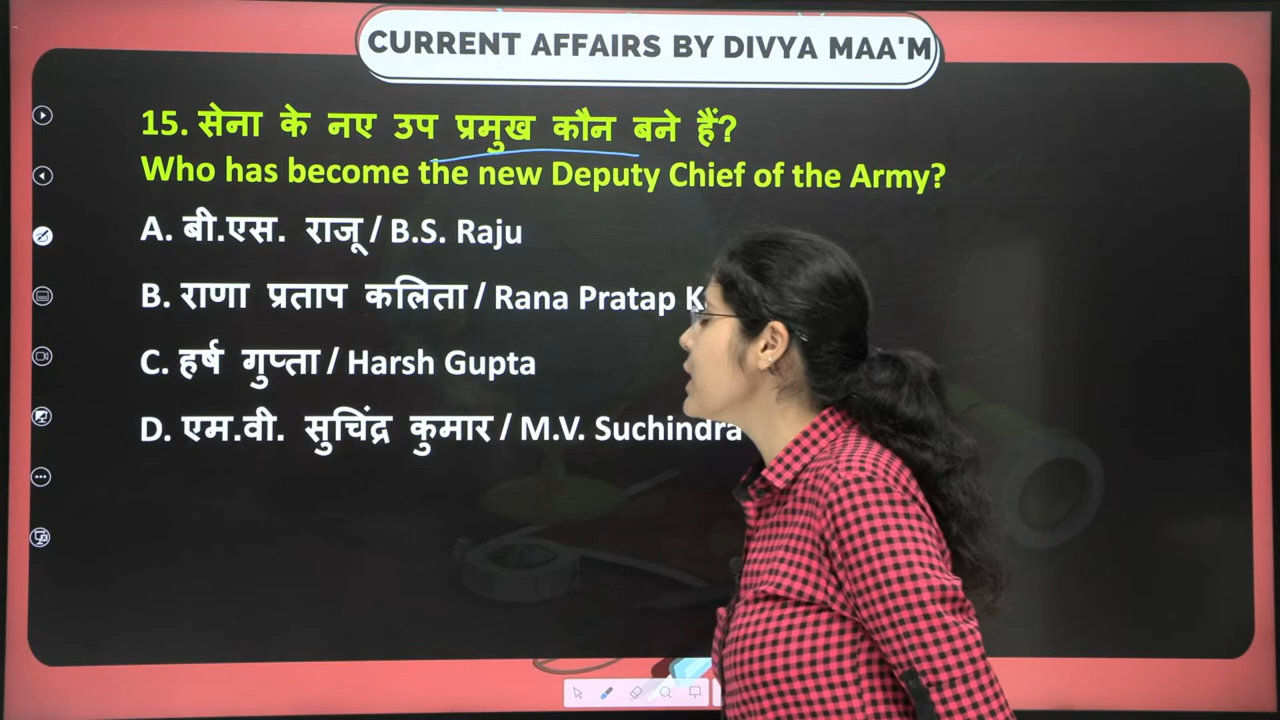 CURRENT AFFAIRS BY DIVYA MAA'M
15. सेना के नए उप प्रमुख कौन बने हैं?
Who has become the new Deputy Chief of the Army?
A. बी.एस. राजू / B.S. Raju
B. राणा प्रताप कलिता / Rana Pratap
C. हर्ष गुप्ता / Harsh Gupta
D. एम.वी. सुचिंद्र कुमार / M.V. Suchindra